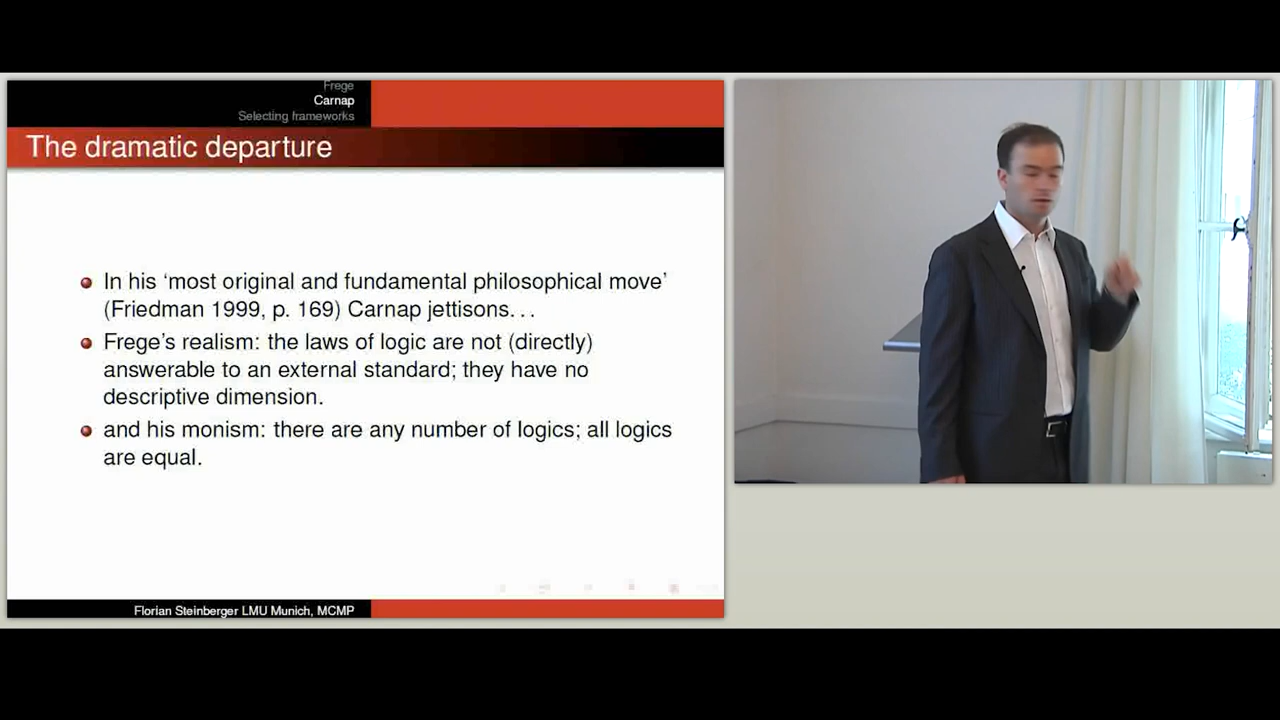 Frege
Carnap
Selecting frameworks
The dramatic departure
In his ‘most original and fundamental philosophical move’
(Friedman 1999, p. 169) Carnap jettisons...
Frege’s realism: the laws of logic are not (directly)
answerable to an external standard; they have no
descriptive dimension.
and his monism: there are any number of logics; all logics
are equal.
Florian Steinberger LMU Munich, MCMP